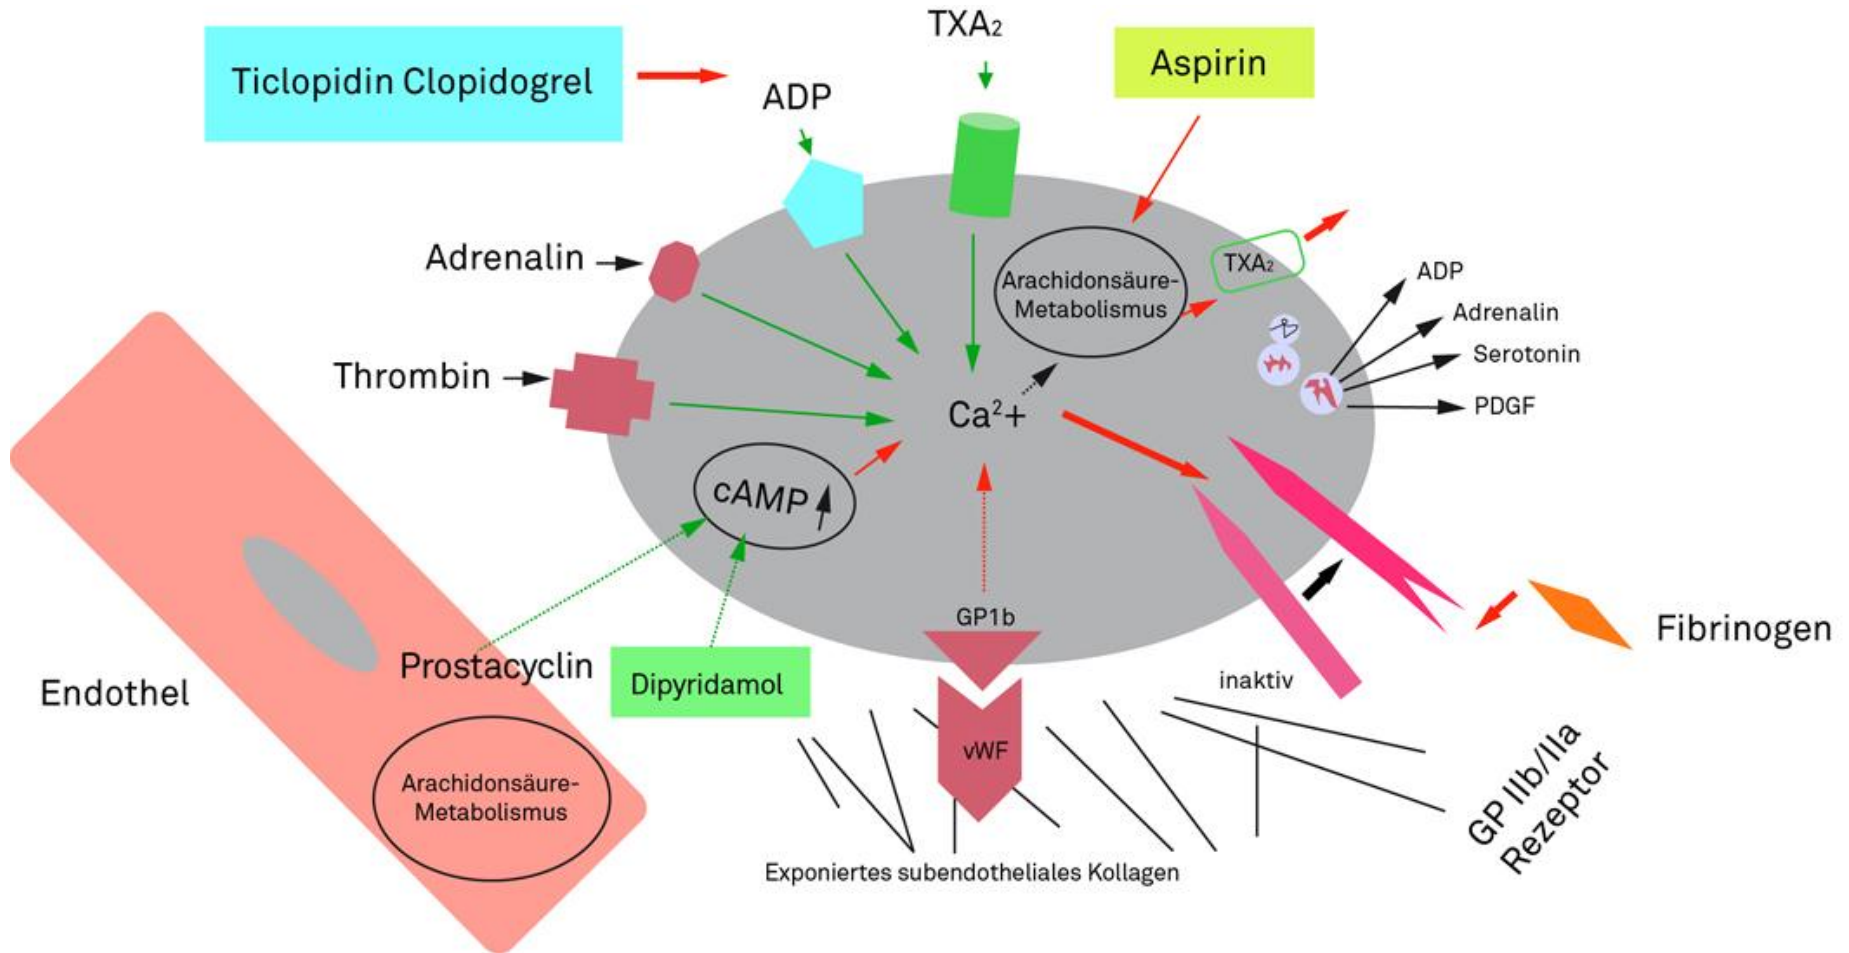 TXA₂
Ticlopidin Clopidogrel
Aspirin
ADP
Adrenalin
Arachidonsäure-
Metabolismus
TXA₂
ADP
Adrenalin
Serotonin
PDGF
Thrombin
Ca²+
cAMP
GP1b
Fibrinogen
Prostacyclin
Dipyridamol
inaktiv
Endothel
vWF
Arachidonsäure-
Metabolismus
GP IIb/IIa
Rezeptor
Exponiertes subendotheliales Kollagen